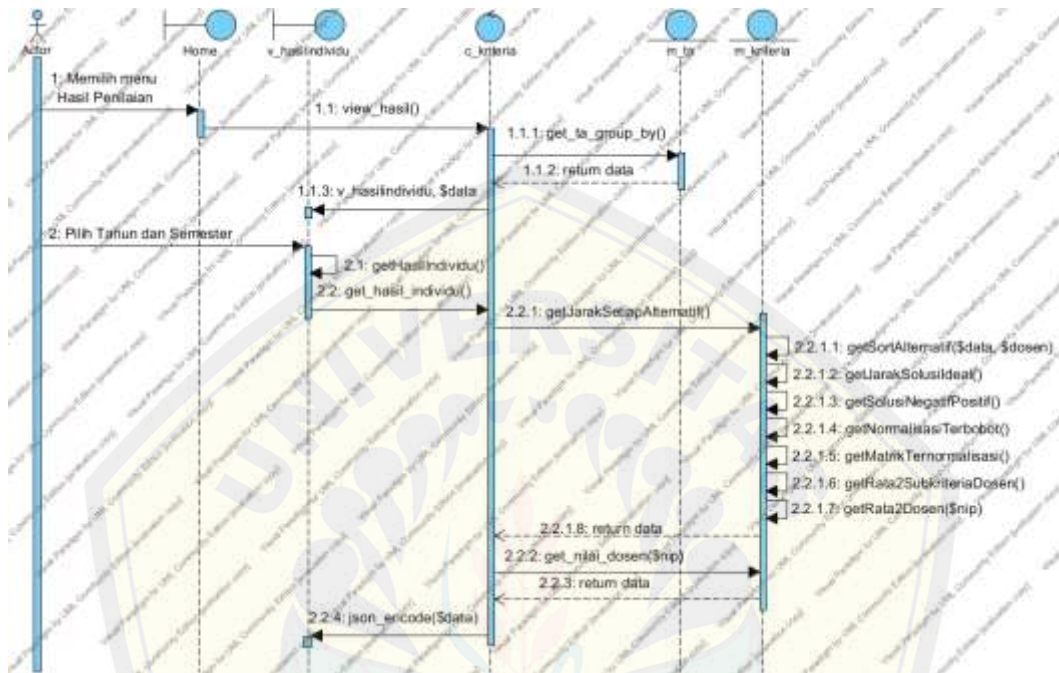 Actor
Home
v_hasilindividu
c_kriteria
m_ta
m_kriteria
1: Memilih menu
Hasil Penilaian
1.1: view_hasil()
1.1.1: get_ta_group_by()
1.1.2: return data
1.1.3: v_hasilindividu, $data
2: Pilih Tahun dan Semester
2.1: getHasilIndividu()
2.2: get_hasil_individu()
2.2.1: getJarakSetiapAlternatif()
2.2.1.1: getSortAlternatif($data, $dosen)
2.2.1.2: getJarakSolusiIdeal()
2.2.1.3: getSolusiNegatifPositif()
2.2.1.4: getNormalisasiTerbobot()
2.2.1.5: getMatrikTernormalisasi()
2.2.1.6: getRata2SubkriteriaDosen()
2.2.1.7: getRata2Dosen($nip)
2.2.1.8: return data
2.2.2: get_nilai_dosen($nip)
2.2.3: return data
2.2.4: json_encode($data)
UNIVERSITA